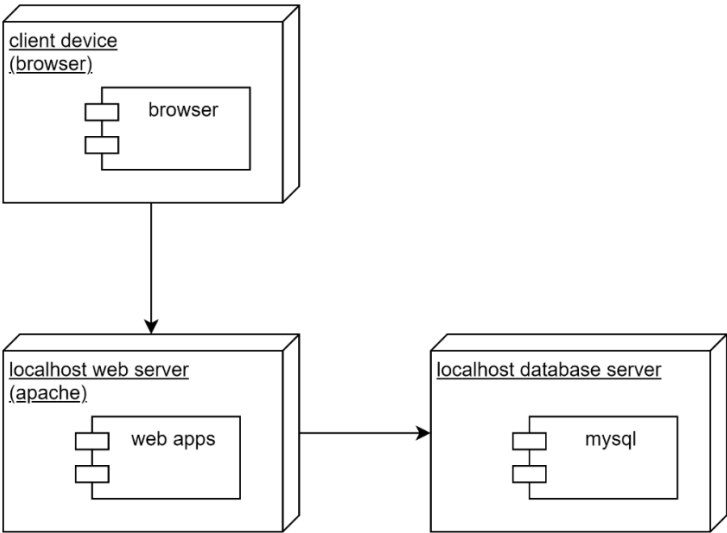 client device
(browser)
browser
localhost web server
(apache)
web apps
localhost database server
mysql